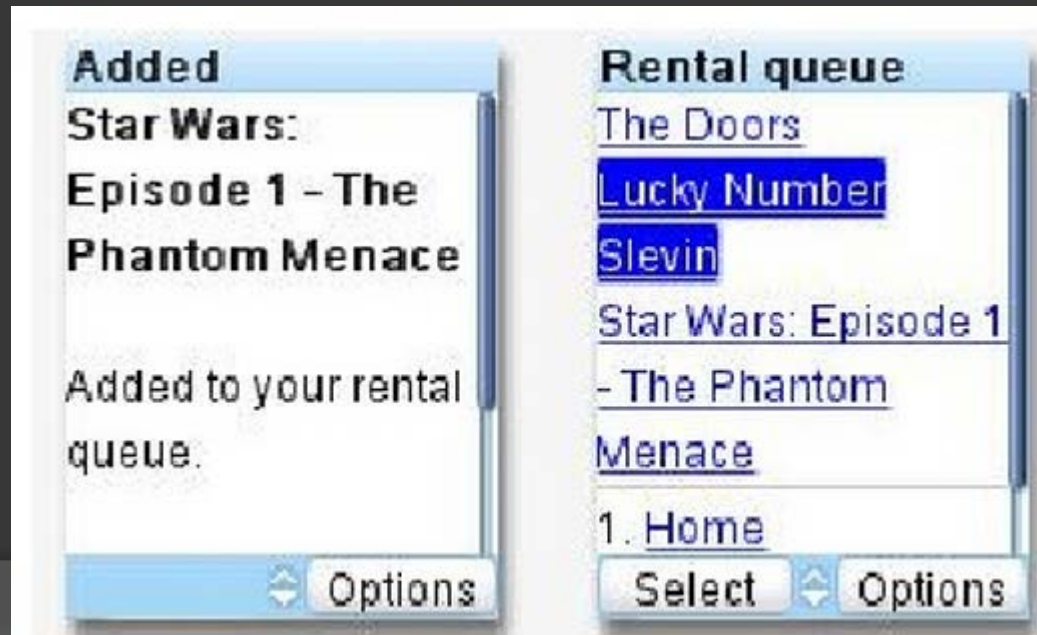 Added
Star Wars:
Episode 1 – The
Phantom Menace
Added to your rental
queue.
Options
Rental queue
The Doors
Lucky Number
Slevin
Star Wars: Episode 1
- The Phantom
Menace
1. Home
Select
Options